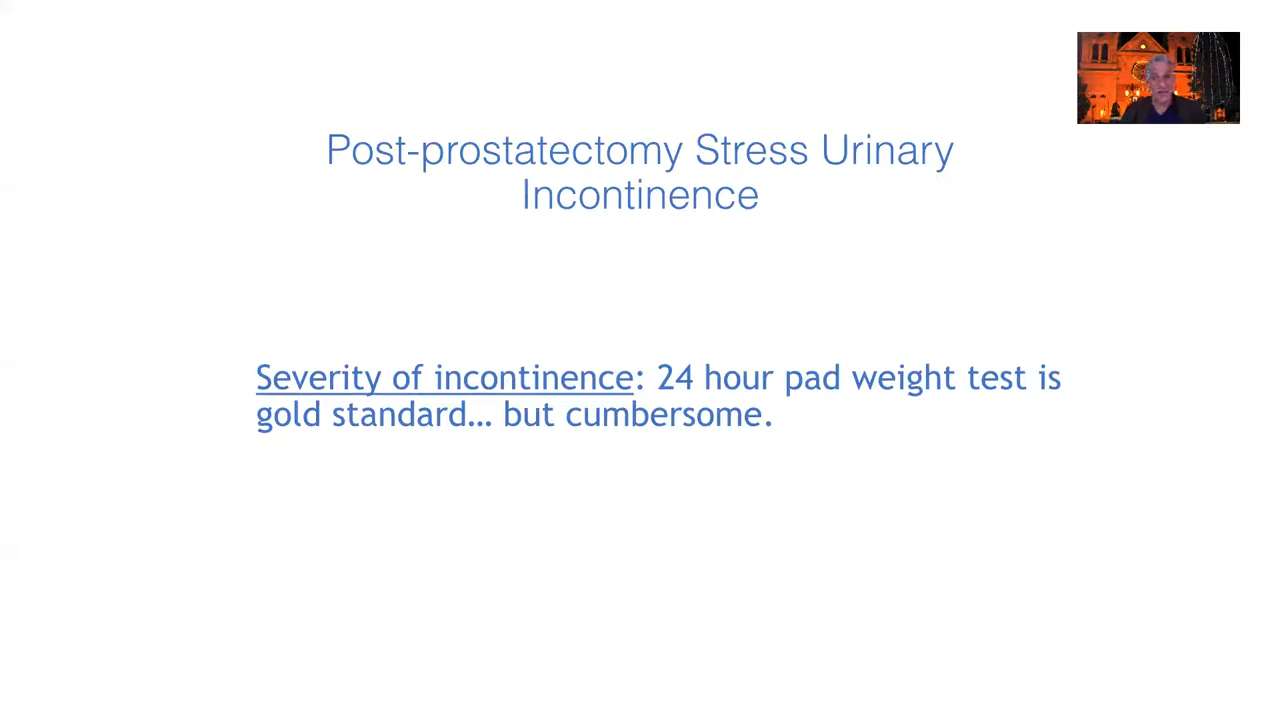 Post-prostatectomy Stress Urinary
Incontinence
Severity of incontinence: 24 hour pad weight test is
gold standard... but cumbersome.